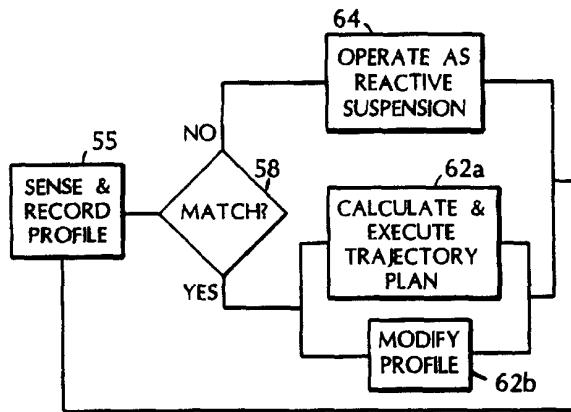 64
OPERATE AS
REACTIVE
SUSPENSION
NO
55
SENSE &
RECORD
PROFILE
58
MATCH?
YES
62a
CALCULATE &
EXECUTE
TRAJECTORY
PLAN
MODIFY
PROFILE
62b